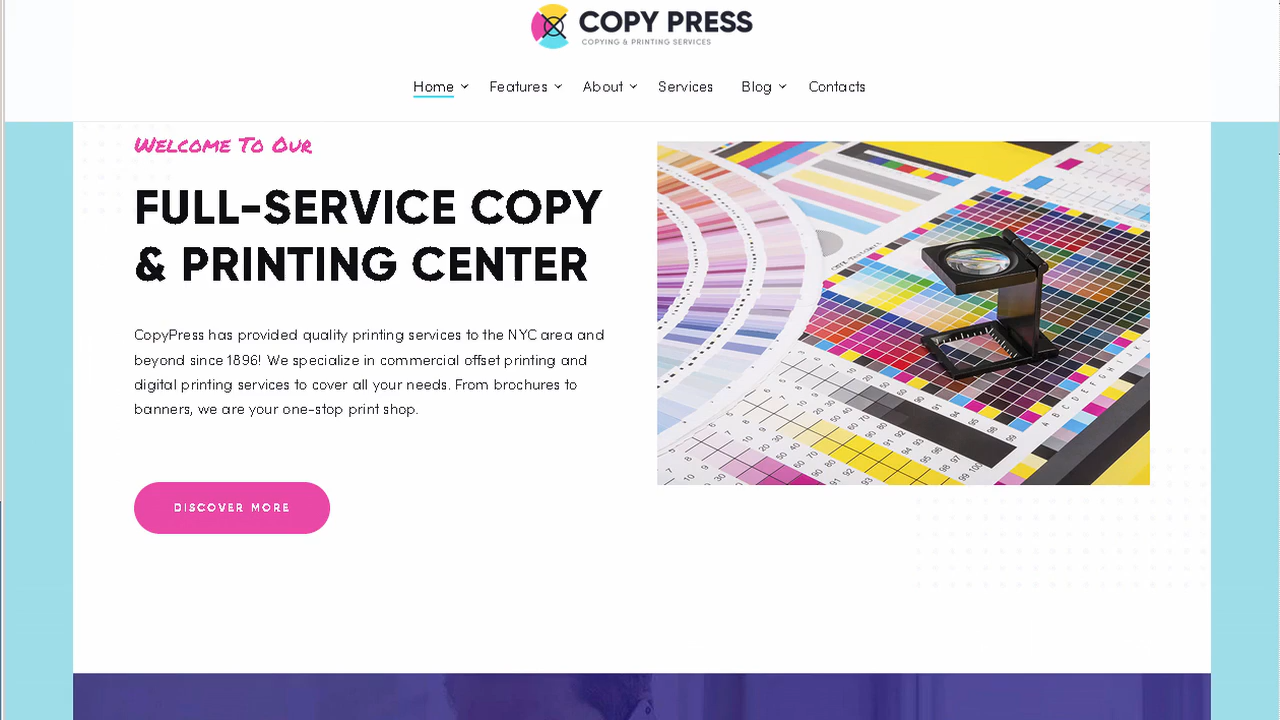 COPY PRESS
COPYING & PRINTING SERVICES
Home Features About Services Blog Contacts
Welcome To Our
FULL-SERVICE COPY
& PRINTING CENTER
CopyPress has provided quality printing services to the NYC area and
beyond since 1896! We specialize in commercial offset printing and
digital printing services to cover all your needs. From brochures to
banners, we are your one-stop print shop.
DISCOVER MORE